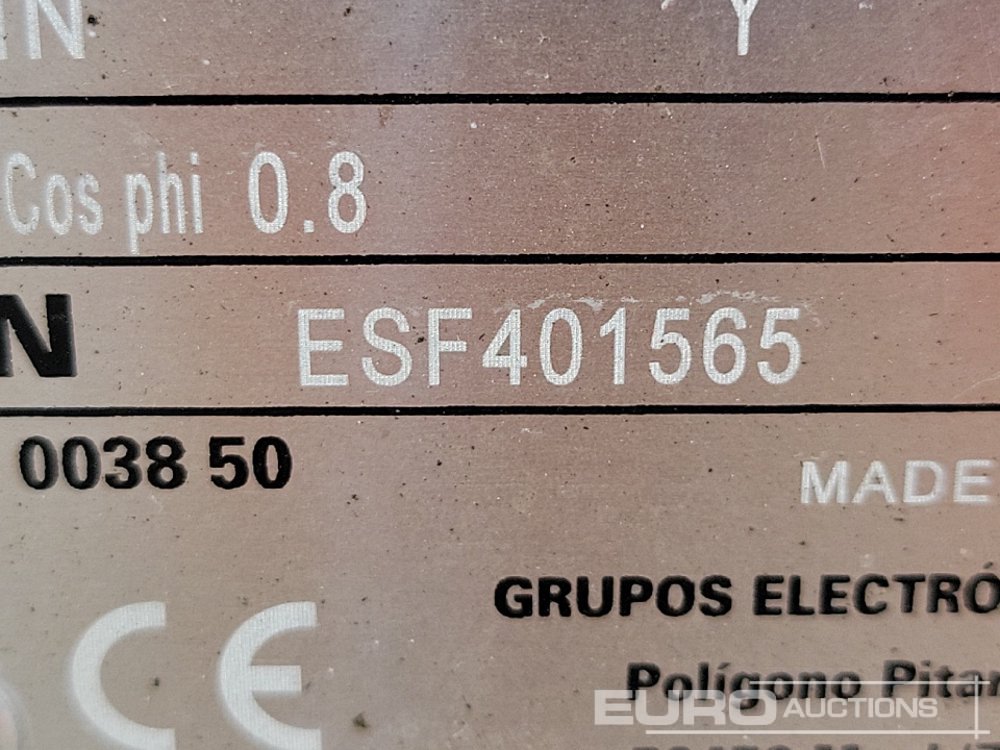 IN Y
Cos phi 0.8
N ESF401565
0038 50
MADE
GRUPOS ELECTRÓ
CE
Polígono Pitar
EURO AUCTIONS